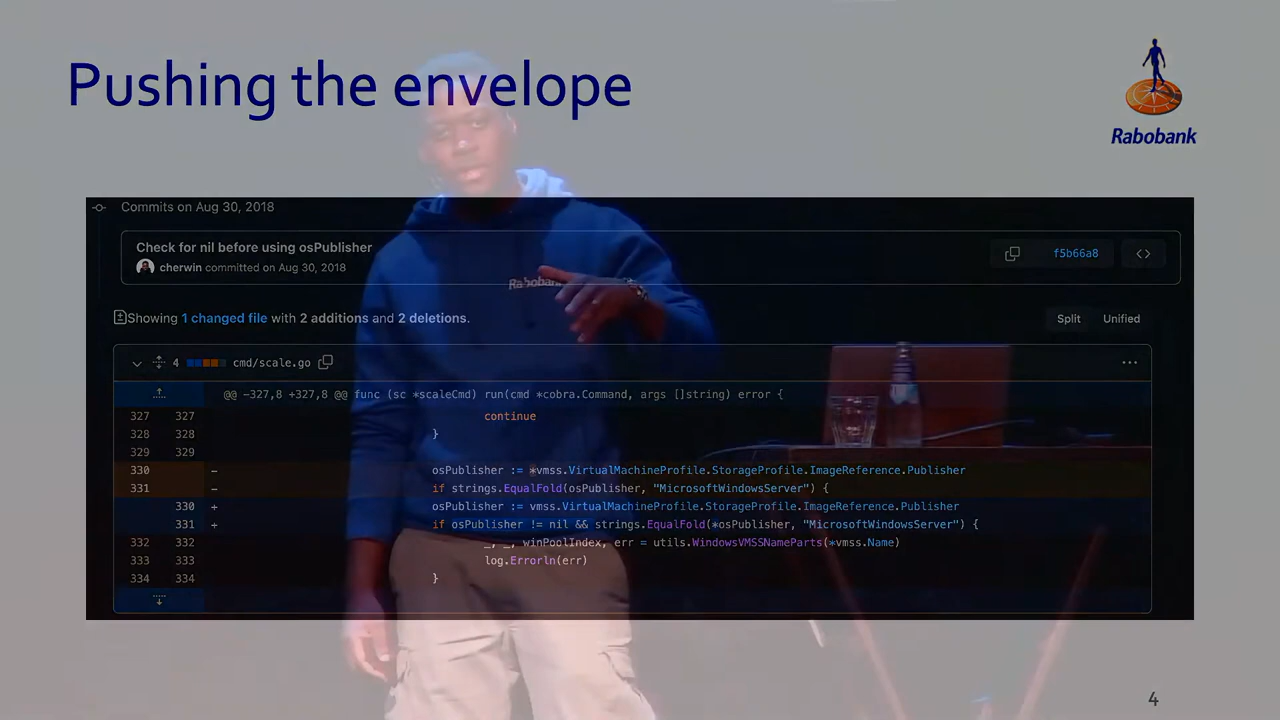 Pushing the envelope
Rabobank
Commits on Aug 30, 2018
Check for nil before using osPublisher
cherwin committed on Aug 30, 2018
f5b66a8
<>
Showing 1 changed file with 2 additions and 2 deletions.
Split Unified
4 cmd/scale.go
@@ -327,8 +327,8 @@ func (sc *scaleCmd) run(cmd *cobra.Command, args []string) error {
327 327 continue
328 328 }
329 329
330 - osPublisher := *vmss.VirtualMachineProfile.StorageProfile.ImageReference.Publisher
331 - if strings.EqualFold(osPublisher, "MicrosoftWindowsServer") {
330 + osPublisher := vmss.VirtualMachineProfile.StorageProfile.ImageReference.Publisher
331 + if osPublisher != nil && strings.EqualFold(*osPublisher, "MicrosoftWindowsServer") {
332 332 _, _, winPoolIndex, err = utils.WindowsVMSSNameParts(*vmss.Name)
333 333 log.Errorln(err)
334 334 }
Rabobank
4